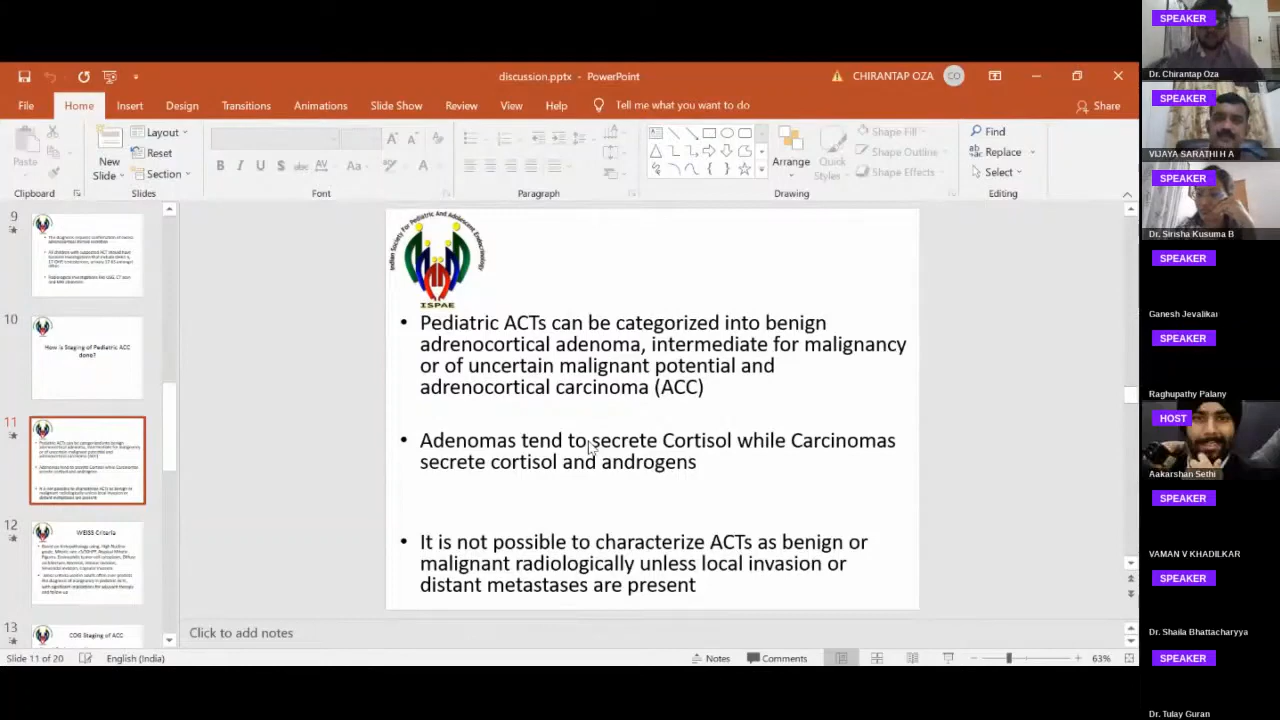 discussion.pptx - PowerPoint
CHIRANTAP OZA
CO
File Home Insert Design Transitions Animations Slide Show Review View Help Tell me what you want to do Share
Paste
New
Slide
Layout
Reset
Section
Arrange
Quick
Styles
Shape Fill
Shape Outline
Shape Effects
Find
Replace
Select
Clipboard Slides Font Paragraph Drawing Editing
9
10
How is Staging of Pediatric ACC
done?
11
12
WEISS Criteria
13
COG Staging of ACC
ISPAE
• Pediatric ACTs can be categorized into benign
adrenocortical adenoma, intermediate for malignancy
or of uncertain malignant potential and
adrenocortical carcinoma (ACC)
• Adenomas tend to secrete Cortisol while Carcinomas
secrete cortisol and androgens
• It is not possible to characterize ACTs as benign or
malignant radiologically unless local invasion or
distant metastases are present
Click to add notes
Slide 11 of 20 English (India) Notes Comments 63%
SPEAKER
Dr. Chirantap Oza
SPEAKER
VIJAYA SARATHI H A
SPEAKER
Dr. Sirisha Kusuma B
SPEAKER
Ganesh Jevalikar
SPEAKER
Raghupathy Palany
HOST
Aakarshan Sethi
SPEAKER
VAMAN V KHADILKAR
SPEAKER
Dr. Shaila Bhattacharyya
SPEAKER
Dr. Tulay Guran